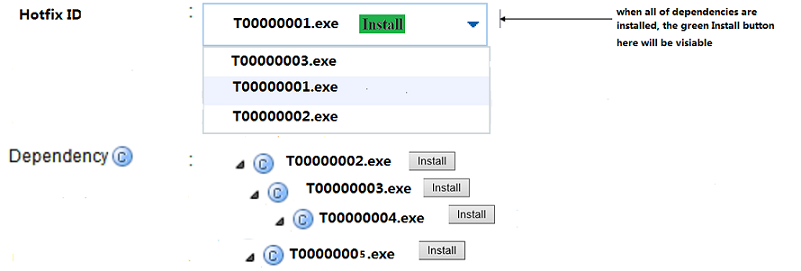 Hotfix ID : T00000001.exe Install
when all of dependencies are
installed, the green Install button
here will be visiable
T00000003.exe
T00000001.exe
T00000002.exe
Dependency C : C T00000002.exe Install
C T00000003.exe Install
C T00000004.exe Install
C T00000005.exe Install